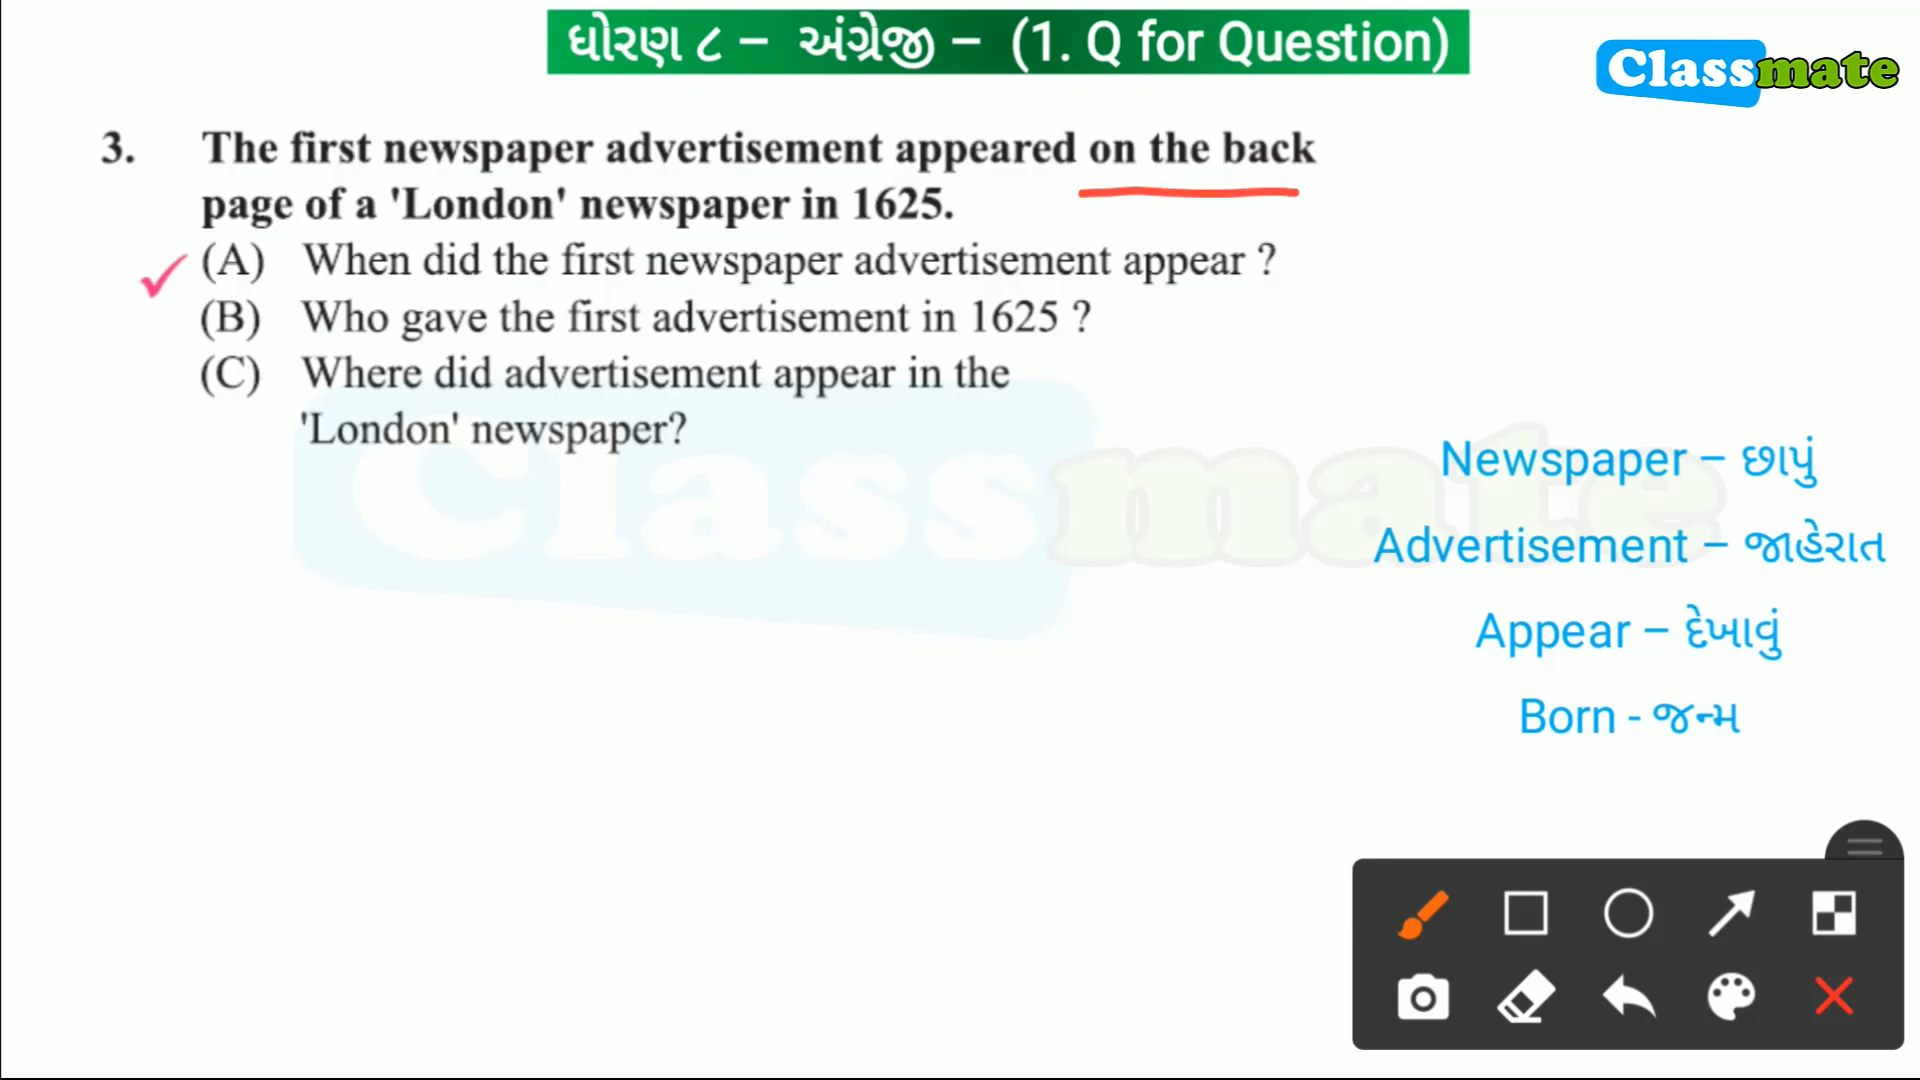 ધોરણ ૮ – અંગ્રેજી – (1. Q for Question)
Classmate
3. The first newspaper advertisement appeared on the back
page of a 'London' newspaper in 1625.
(A) When did the first newspaper advertisement appear ?
(B) Who gave the first advertisement in 1625 ?
(C) Where did advertisement appear in the
'London' newspaper?
Classmate
Newspaper – છાપું
Advertisement – જાહેરાત
Appear – દેખાવું
Born - જન્મ